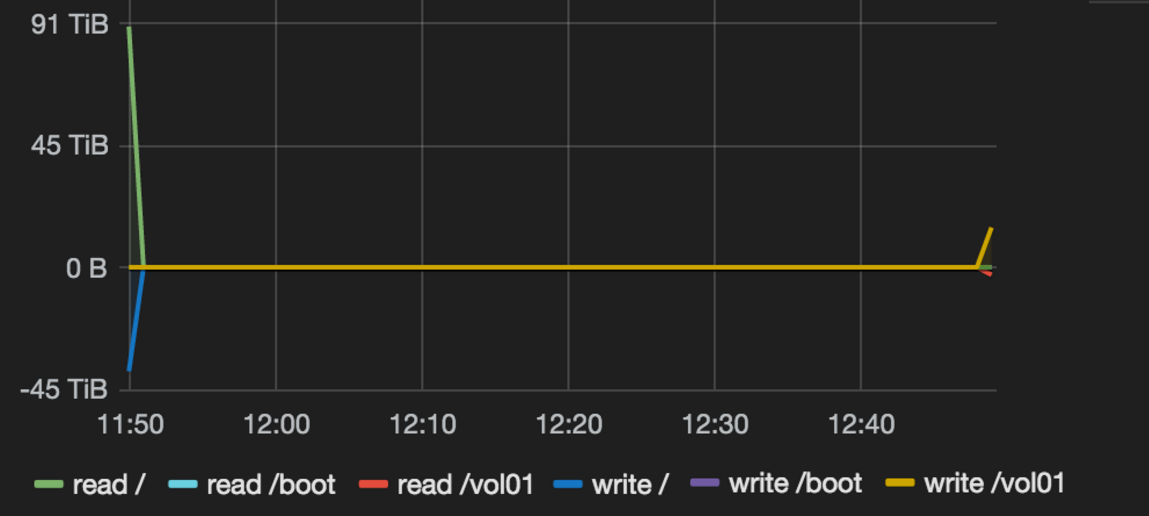 91 TiB
45 TiB
0 B
-45 TiB
11:50 12:00 12:10 12:20 12:30 12:40
read / read /boot read /vol01 write / write /boot write /vol01